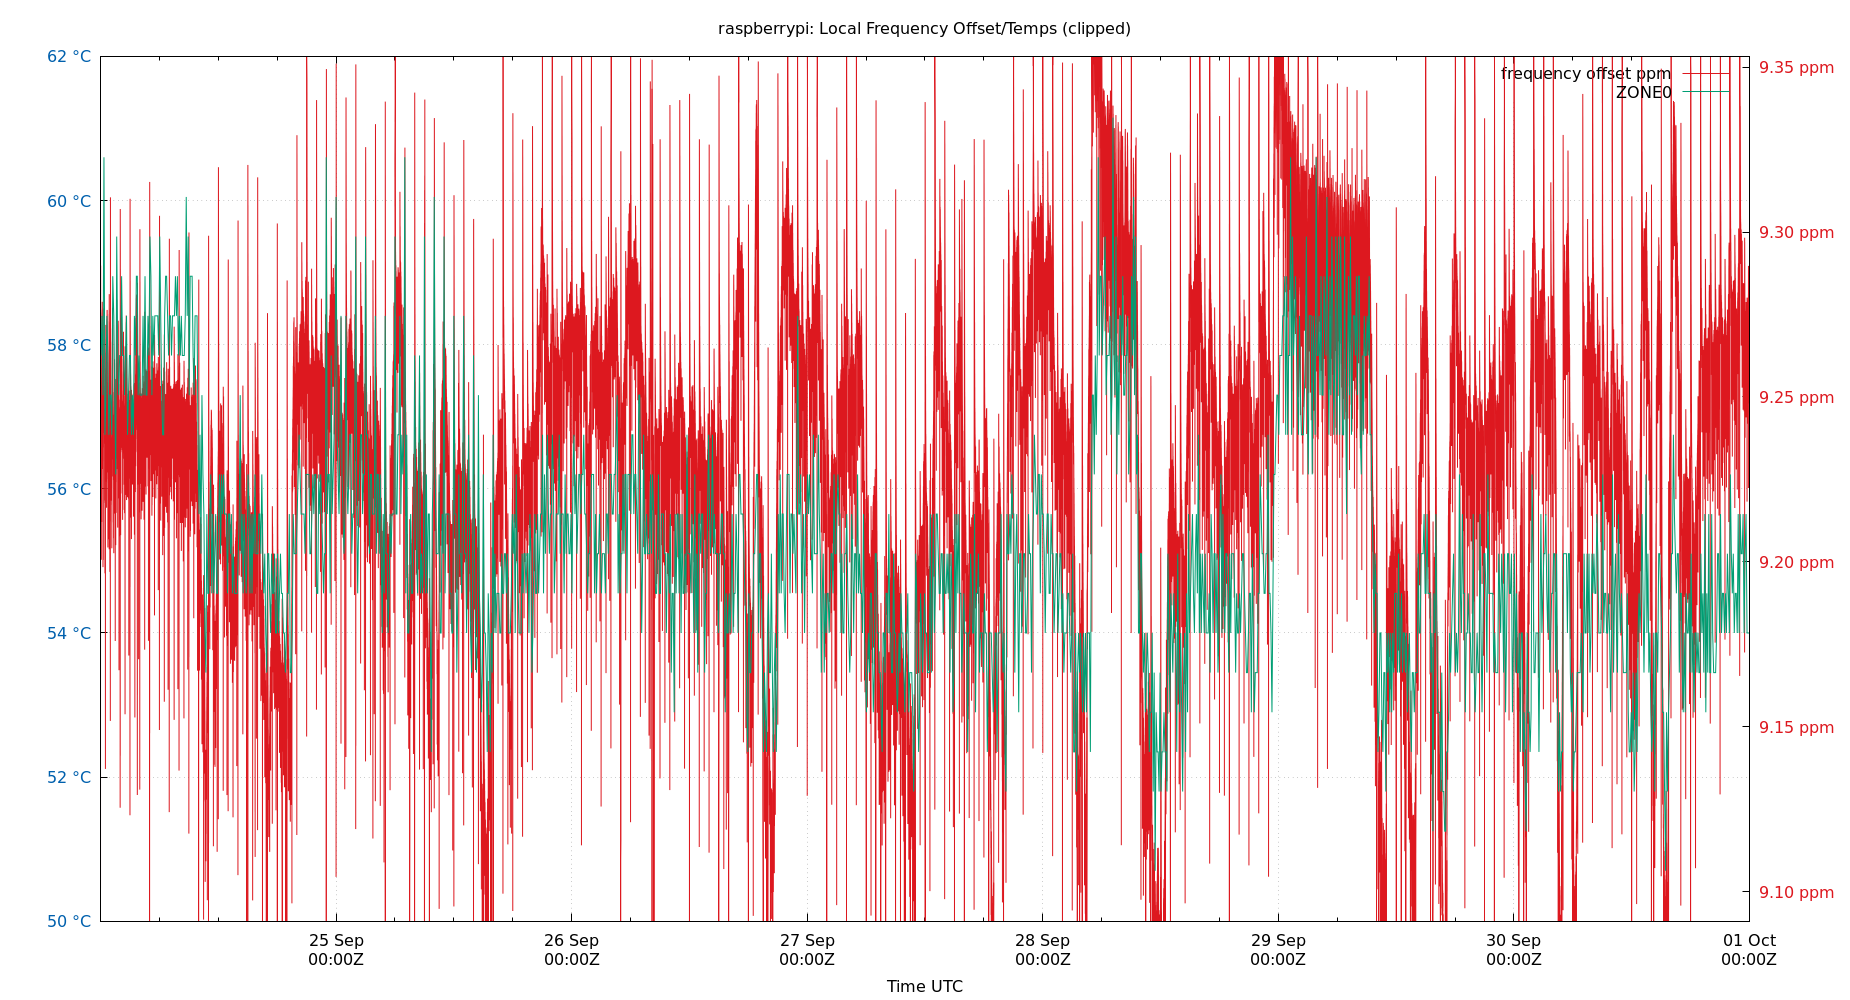 raspberrypi: Local Frequency Offset/Temps (clipped)
frequency offset ppm
ZONE0
62 °C
60 °C
58 °C
56 °C
54 °C
52 °C
50 °C
9.35 ppm
9.30 ppm
9.25 ppm
9.20 ppm
9.15 ppm
9.10 ppm
25 Sep
00:00Z
26 Sep
00:00Z
27 Sep
00:00Z
28 Sep
00:00Z
29 Sep
00:00Z
30 Sep
00:00Z
01 Oct
00:00Z
Time UTC